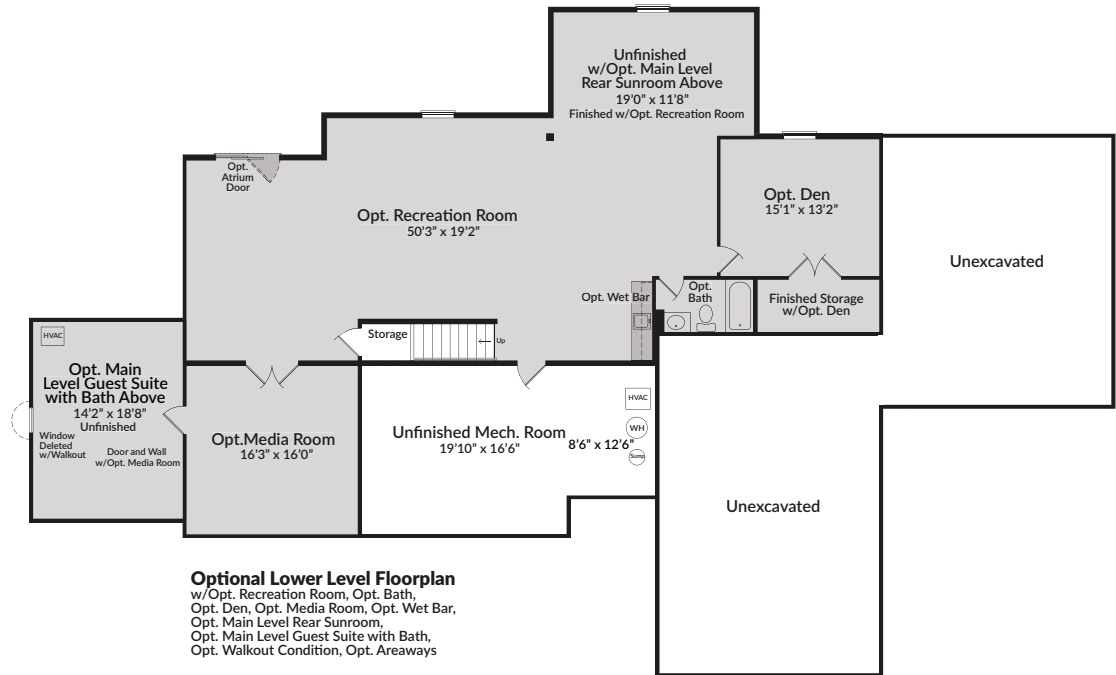 Unfinished
w/Opt. Main Level
Rear Sunroom Above
19'0" x 11'8"
Finished w/Opt. Recreation Room
Opt.
Atrium
Door
Opt. Recreation Room
50'3" x 19'2"
Opt. Den
15'1" x 13'2"
Unexcavated
Opt. Wet Bar
Opt.
Bath
Finished Storage
w/Opt. Den
Storage
Up
HVAC
Opt. Main
Level Guest Suite
with Bath Above
14'2" x 18'8"
Unfinished
Window
Deleted
w/Walkout
Door and Wall
w/Opt. Media Room
Opt.Media Room
16'3" x 16'0"
Unfinished Mech. Room
19'10" x 16'6"
8'6" x 12'6"
HVAC
WH
Sump
Unexcavated
Optional Lower Level Floorplan
w/Opt. Recreation Room, Opt. Bath,
Opt. Den, Opt. Media Room, Opt. Wet Bar,
Opt. Main Level Rear Sunroom,
Opt. Main Level Guest Suite with Bath,
Opt. Walkout Condition, Opt. Areaways